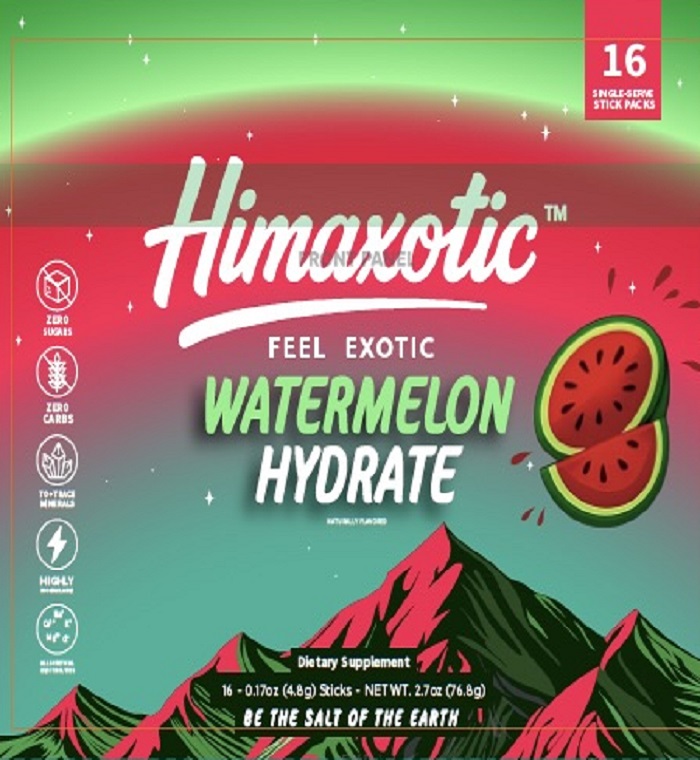 16
SINGLE-SERVE
STICK PACKS
Himaxotic™
FRONT PANEL
FEEL EXOTIC
WATERMELON
HYDRATE
NATURALLY FLAVORED
ZERO
SUGARS
ZERO
CARBS
70+TRACE
MINERALS
HIGHLY
Dietary Supplement
16 - 0.17oz (4.8g) Sticks - NETWT. 2.7oz (76.8g)
BE THE SALT OF THE EARTH